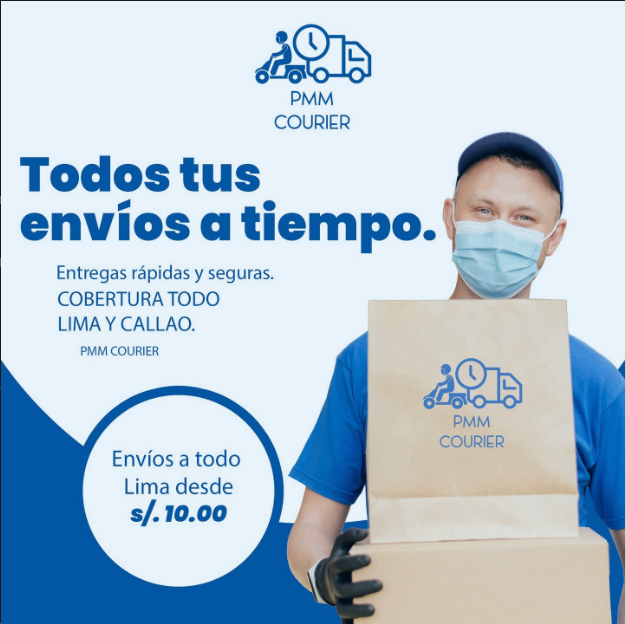 PMM
COURIER
Todos tus
envíos a tiempo.
Entregas rápidas y seguras.
COBERTURA TODO
LIMA Y CALLAO.
PMM COURIER
PMM
COURIER
Envíos a todo
Lima desde
s/. 10.00